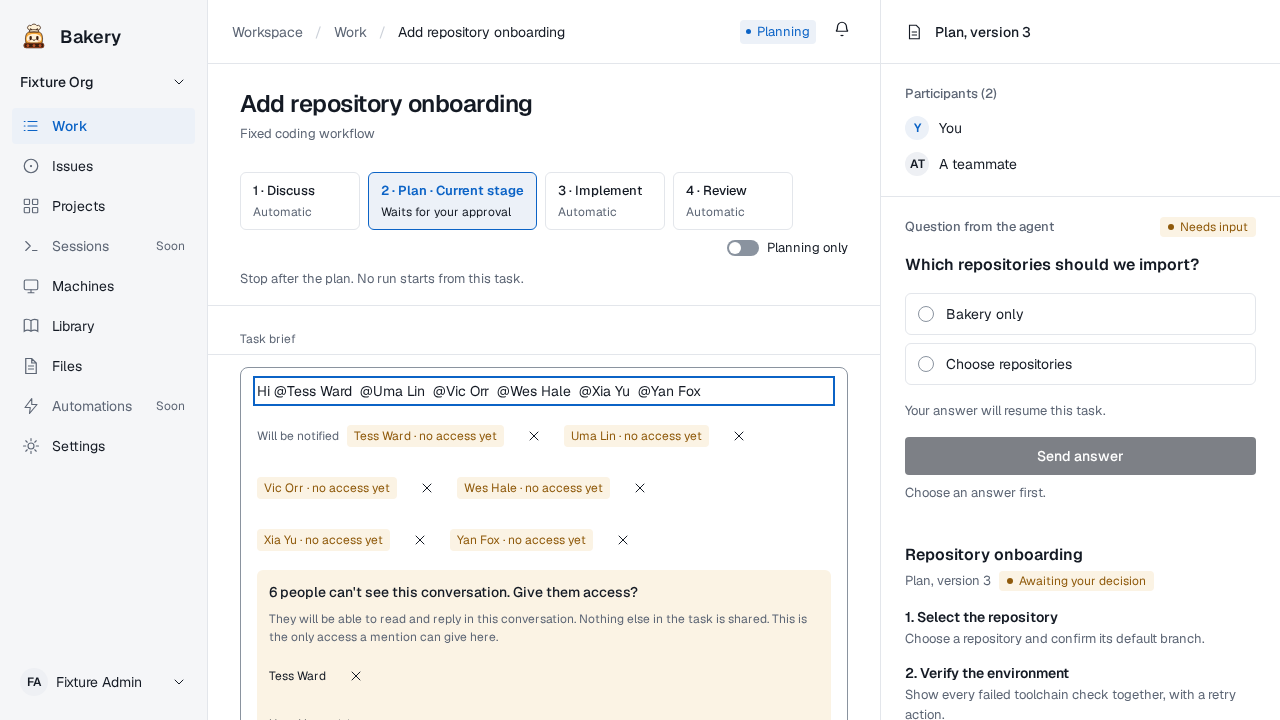 Bakery
Fixture Org
Work
Issues
Projects
Sessions Soon
Machines
Library
Files
Automations Soon
Settings
FA Fixture Admin
Workspace / Work / Add repository onboarding
Planning
Add repository onboarding
Fixed coding workflow
1 · Discuss
Automatic
2 · Plan · Current stage
Waits for your approval
3 · Implement
Automatic
4 · Review
Automatic
Planning only
Stop after the plan. No run starts from this task.
Task brief
Hi @Tess Ward @Uma Lin @Vic Orr @Wes Hale @Xia Yu @Yan Fox
Will be notified Tess Ward · no access yet Uma Lin · no access yet
Vic Orr · no access yet Wes Hale · no access yet
Xia Yu · no access yet Yan Fox · no access yet
6 people can't see this conversation. Give them access?
They will be able to read and reply in this conversation. Nothing else in the task is shared. This is
the only access a mention can give here.
Tess Ward
Plan, version 3
Participants (2)
Y You
AT A teammate
Question from the agent Needs input
Which repositories should we import?
Bakery only
Choose repositories
Your answer will resume this task.
Send answer
Choose an answer first.
Repository onboarding
Plan, version 3 Awaiting your decision
1. Select the repository
Choose a repository and confirm its default branch.
2. Verify the environment
Show every failed toolchain check together, with a retry
action.